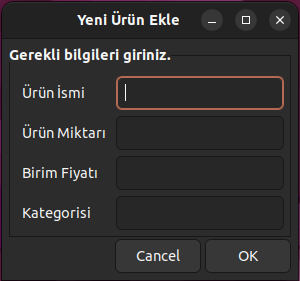 Yeni Ürün Ekle
Gerekli bilgileri giriniz.
Ürün İsmi
Ürün Miktarı
Birim Fiyatı
Kategorisi
Cancel OK